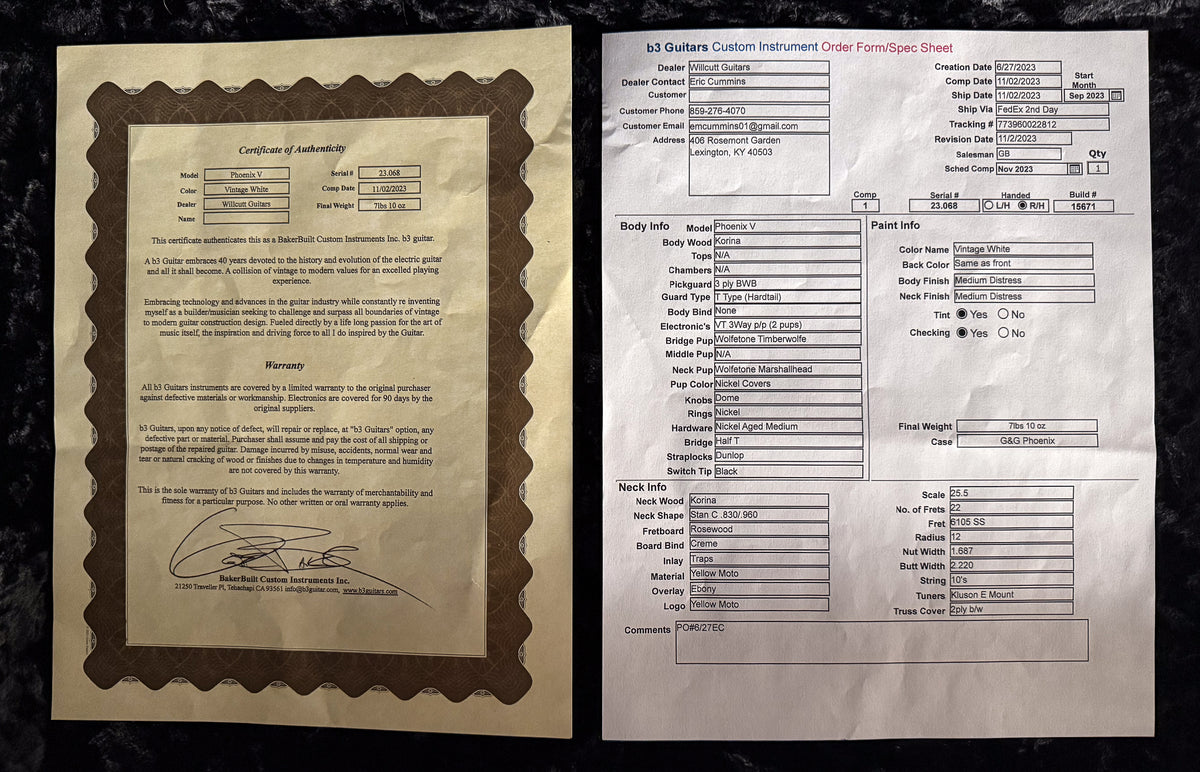 Certificate of Authenticity
Model Phoenix V Serial # 23.068
Color Vintage White Comp Date 11/02/2023
Dealer Willcutt Guitars Final Weight 7lbs 10 oz
Name
This certificate authenticates this as a BakerBuilt Custom Instruments Inc. b3 guitar.
A b3 Guitar embraces 40 years devoted to the history and evolution of the electric guitar
and all it shall become. A collision of vintage to modern values for an excelled playing
experience.
Embracing technology and advances in the guitar industry while constantly re inventing
myself as a builder/musician seeking to challenge and surpass all boundaries of vintage
to modern guitar construction design. Fueled directly by a life long passion for the art of
music itself, the inspiration and driving force to all I do inspired by the Guitar.
Warranty
All b3 Guitars instruments are covered by a limited warranty to the original purchaser
against defective materials or workmanship. Electronics are covered for 90 days by the
original suppliers.
b3 Guitars, upon any notice of defect, will repair or replace, at "b3 Guitars" option, any
defective part or material. Purchaser shall assume and pay the cost of all shipping or
postage of the repaired guitar. Damage incurred by misuse, accidents, normal wear and
tear or natural cracking of wood or finishes due to changes in temperature and humidity
are not covered by this warranty.
This is the sole warranty of b3 Guitars and includes the warranty of merchantability and
fitness for a particular purpose. No other written or oral warranty applies.
BakerBuilt Custom Instruments Inc.
21250 Traveller Pl, Tehachapi CA 93561 info@b3guitar.com, www.b3guitars.com
b3 Guitars Custom Instrument Order Form/Spec Sheet
Dealer Willcutt Guitars
Dealer Contact Eric Cummins
Customer
Customer Phone 859-276-4070
Customer Email emcummins01@gmail.com
Address 406 Rosemont Garden
Lexington, KY 40503
Creation Date 6/27/2023
Comp Date 11/02/2023
Start
Month
Ship Date 11/02/2023 Sep 2023
Ship Via FedEx 2nd Day
Tracking # 773960022812
Revision Date 11/2/2023
Salesman GB Qty
Sched Comp Nov 2023 1
Comp Serial # Handed Build #
1 23.068 L/H R/H 15671
Body Info
Model Phoenix V
Body Wood Korina
Tops N/A
Chambers N/A
Pickguard 3 ply BWB
Guard Type T Type (Hardtail)
Body Bind None
Electronic's VT 3Way p/p (2 pups)
Bridge Pup Wolfetone Timberwolfe
Middle Pup N/A
Neck Pup Wolfetone Marshallhead
Pup Color Nickel Covers
Knobs Dome
Rings Nickel
Hardware Nickel Aged Medium
Bridge Half T
Straplocks Dunlop
Switch Tip Black
Paint Info
Color Name Vintage White
Back Color Same as front
Body Finish Medium Distress
Neck Finish Medium Distress
Tint Yes No
Checking Yes No
Final Weight 7lbs 10 oz
Case G&G Phoenix
Neck Info
Neck Wood Korina
Neck Shape Stan C .830/.960
Fretboard Rosewood
Board Bind Creme
Inlay Traps
Material Yellow Moto
Overlay Ebony
Logo Yellow Moto
Scale 25.5
No. of Frets 22
Fret 6105 SS
Radius 12
Nut Width 1.687
Butt Width 2.220
String 10's
Tuners Kluson E Mount
Truss Cover 2ply b/w
Comments PO#6/27EC